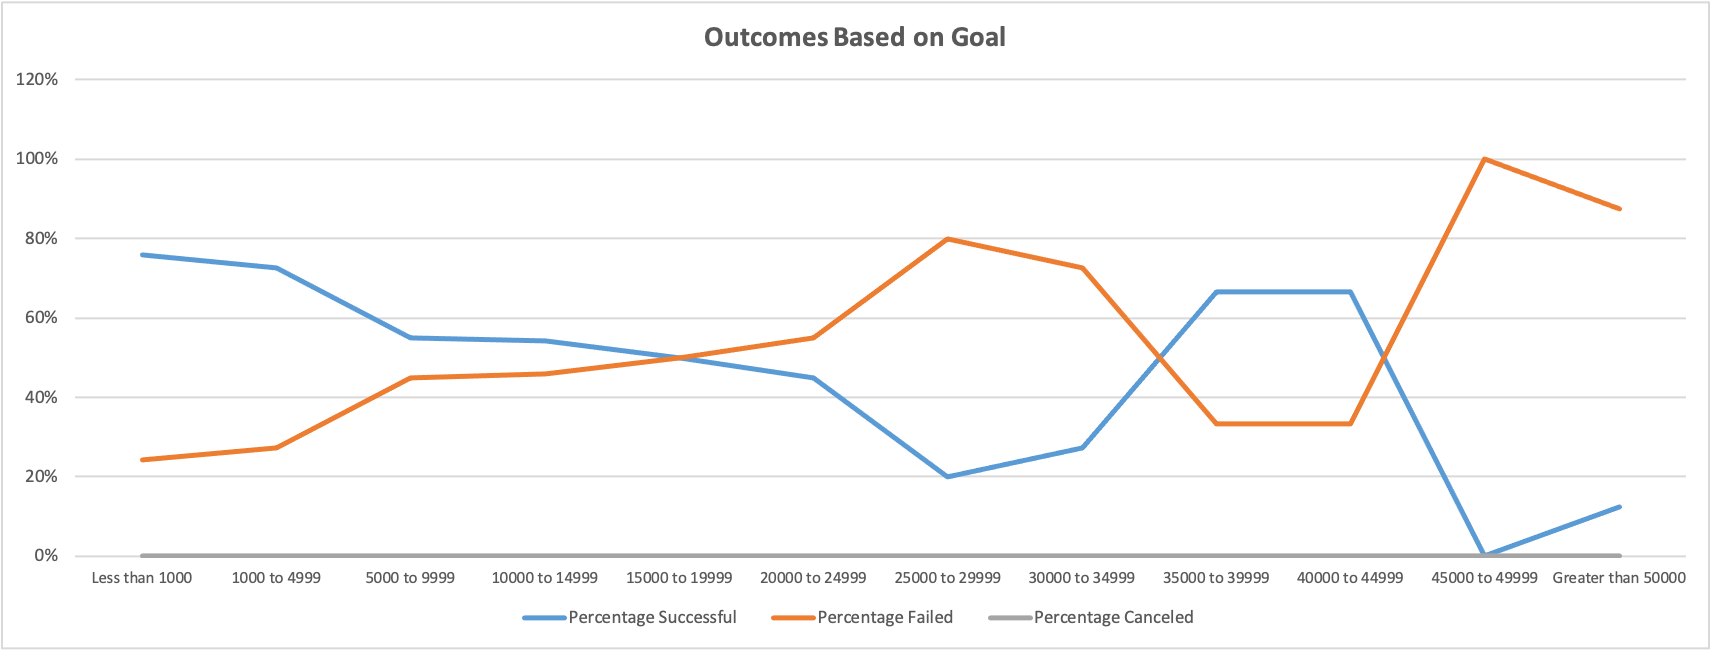 Outcomes Based on Goal
120%
100%
80%
60%
40%
20%
0%
Less than 1000 1000 to 4999 5000 to 9999 10000 to 14999 15000 to 19999 20000 to 24999 25000 to 29999 30000 to 34999 35000 to 39999 40000 to 44999 45000 to 49999 Greater than 50000
Percentage Successful Percentage Failed Percentage Canceled